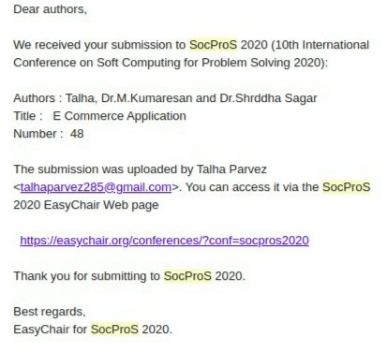 Dear authors,
We received your submission to SocProS 2020 (10th International
Conference on Soft Computing for Problem Solving 2020):
Authors : Talha, Dr.M.Kumaresan and Dr.Shrddha Sagar
Title : E Commerce Application
Number : 48
The submission was uploaded by Talha Parvez
<talhaparvez285@gmail.com>. You can access it via the SocProS
2020 EasyChair Web page
https://easychair.org/conferences/?conf=socpros2020
Thank you for submitting to SocProS 2020.
Best regards,
EasyChair for SocProS 2020.